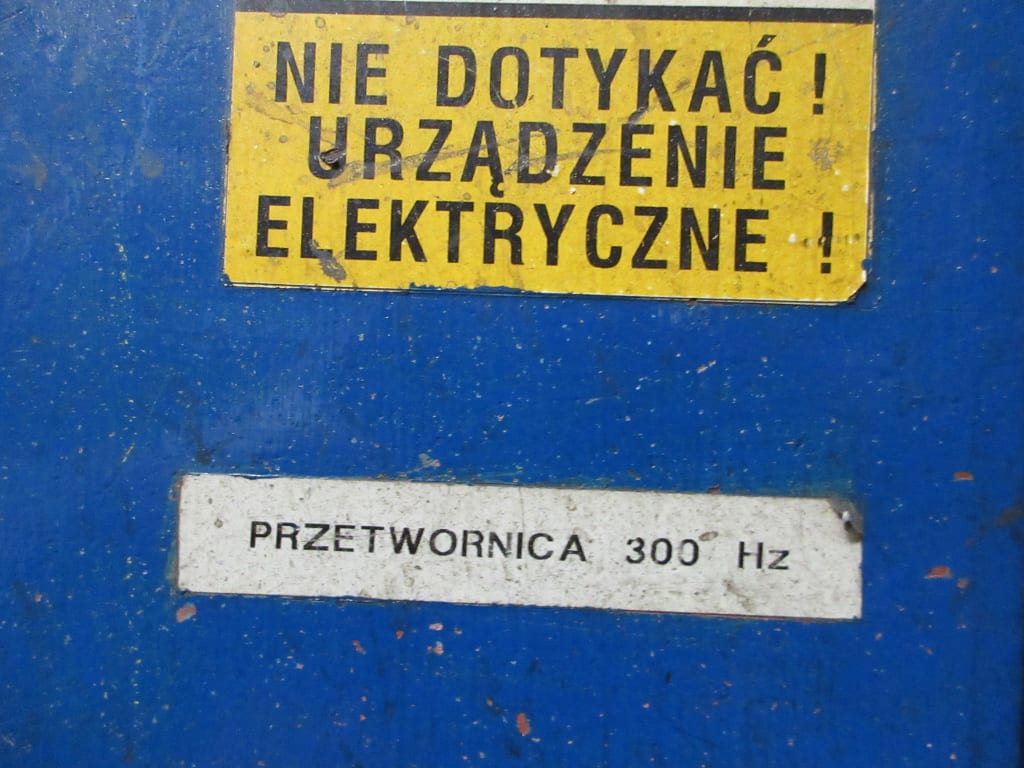 NIE DOTYKAĆ!
URZĄDZENIE
ELEKTRYCZNE!
PRZETWORNICA 300 Hz